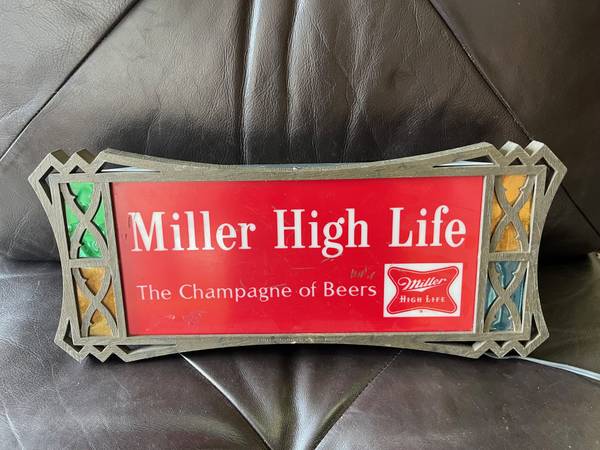 Miller High Life
The Champagne of Beers
Miller
HIGH LIFE